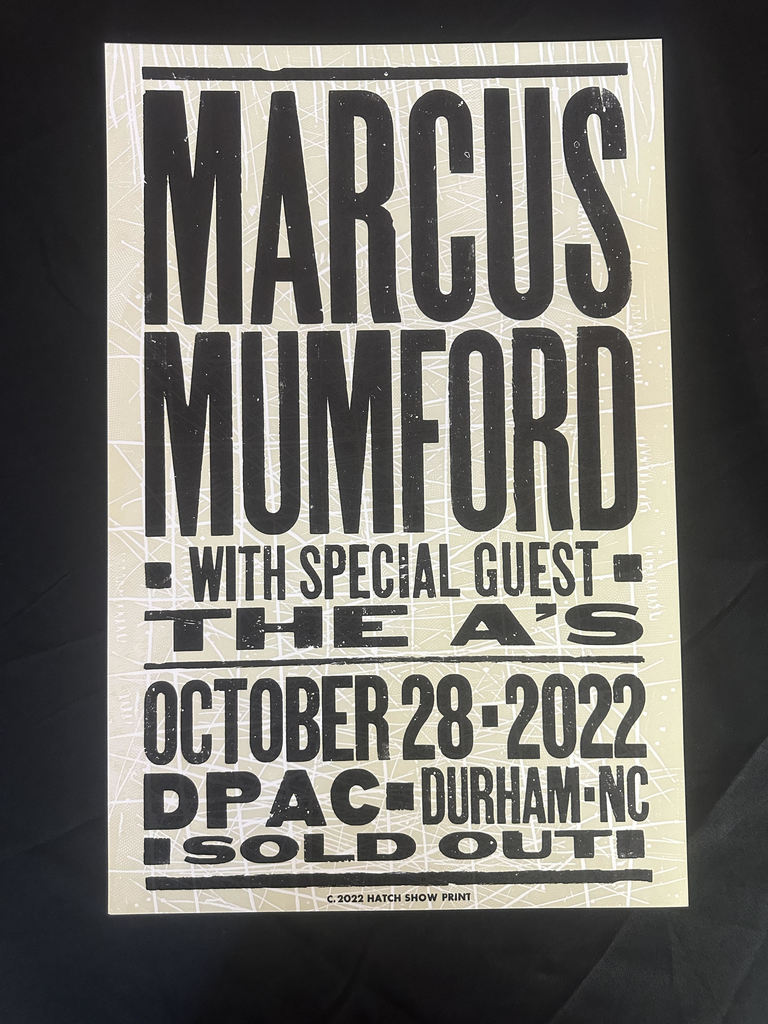 MARCUS
MUMFORD
▪ WITH SPECIAL GUEST ▪
THE A'S
OCTOBER 28▪2022
DPAC▪DURHAM▪NC
▪SOLD OUT▪
C.2022 HATCH SHOW PRINT